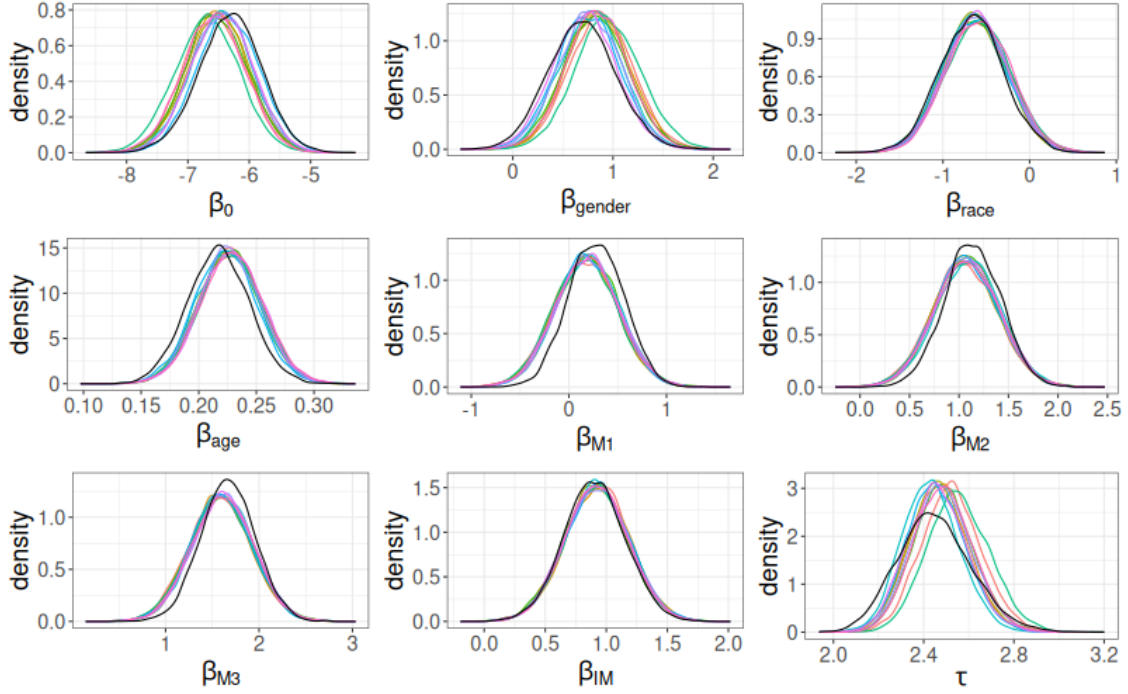 density 0.0 0.2 0.4 0.6 0.8 -8 -7 -6 -5 β0
density 0.0 0.5 1.0 0 1 2 βgender
density 0.0 0.3 0.6 0.9 -2 -1 0 1 βrace
density 0 5 10 15 0.10 0.15 0.20 0.25 0.30 βage
density 0.0 0.5 1.0 -1 0 1 βM1
density 0.0 0.5 1.0 0.0 0.5 1.0 1.5 2.0 2.5 βM2
density 0.0 0.5 1.0 1 2 3 βM3
density 0.0 0.5 1.0 1.5 0.0 0.5 1.0 1.5 2.0 βIM
density 0 1 2 3 2.0 2.4 2.8 3.2 τ